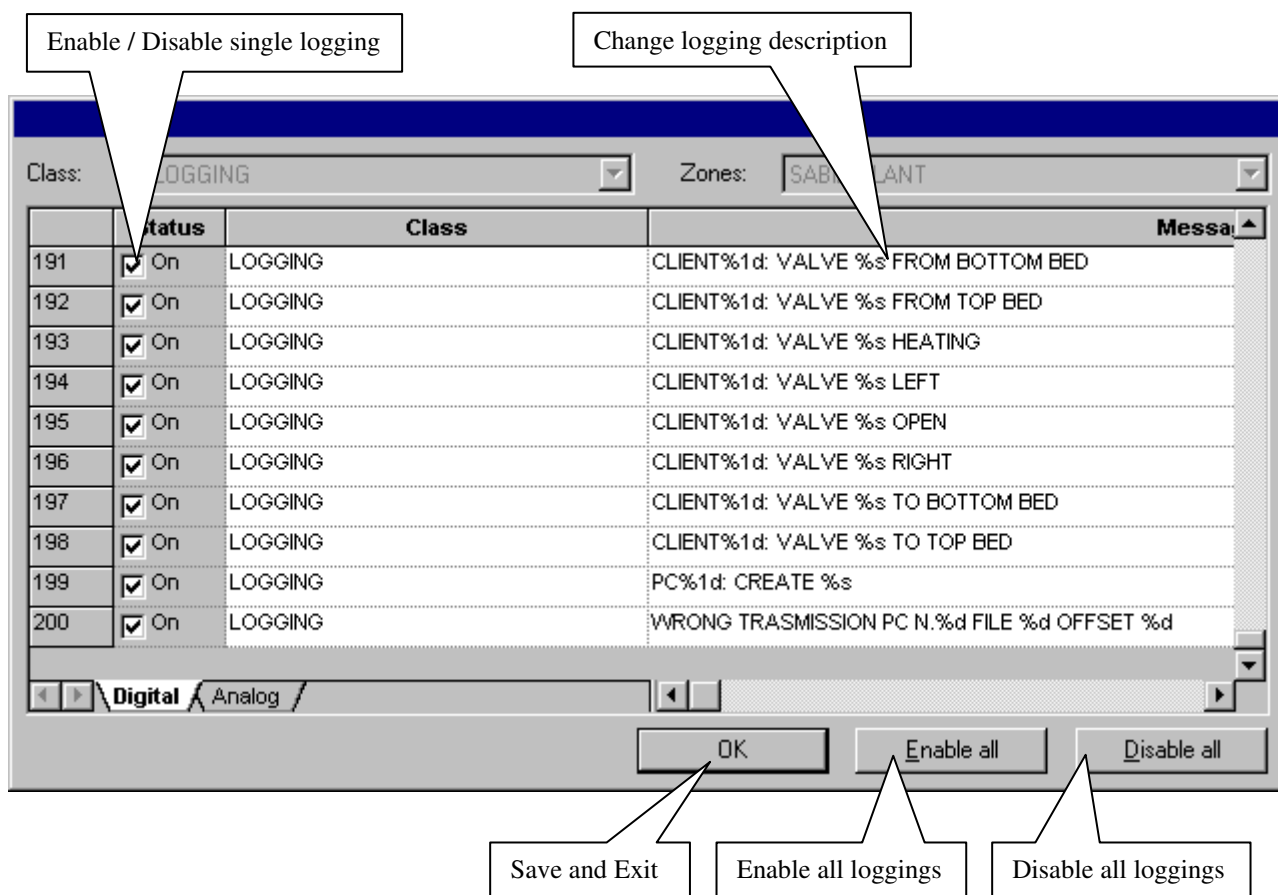 Enable / Disable single logging
Change logging description
Class: LOGGING Zones: SABI LANT
Status Class Messa
191 On LOGGING CLIENT%1d: VALVE %s FROM BOTTOM BED
192 On LOGGING CLIENT%1d: VALVE %s FROM TOP BED
193 On LOGGING CLIENT%1d: VALVE %s HEATING
194 On LOGGING CLIENT%1d: VALVE %s LEFT
195 On LOGGING CLIENT%1d: VALVE %s OPEN
196 On LOGGING CLIENT%1d: VALVE %s RIGHT
197 On LOGGING CLIENT%1d: VALVE %s TO BOTTOM BED
198 On LOGGING CLIENT%1d: VALVE %s TO TOP BED
199 On LOGGING PC%1d: CREATE %s
200 On LOGGING WRONG TRASMISSION PC N.%d FILE %d OFFSET %d
Digital Analog
OK Enable all Disable all
Save and Exit Enable all loggings Disable all loggings